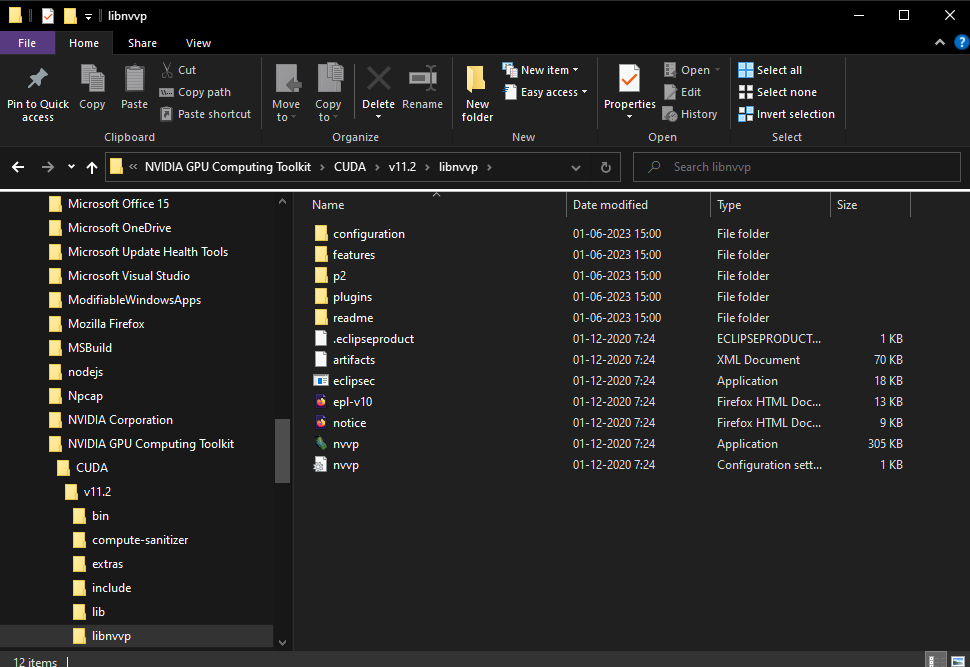 libnvvp
File Home Share View
Pin to Quick access
Copy
Paste
Cut
Copy path
Paste shortcut
Clipboard
Move to
Copy to
Delete
Rename
Organize
New folder
New item
Easy access
New
Properties
Open
Edit
History
Open
Select all
Select none
Invert selection
Select
« NVIDIA GPU Computing Toolkit › CUDA › v11.2 › libnvvp ›
Search libnvvp
Microsoft Office 15
Microsoft OneDrive
Microsoft Update Health Tools
Microsoft Visual Studio
ModifiableWindowsApps
Mozilla Firefox
MSBuild
nodejs
Npcap
NVIDIA Corporation
NVIDIA GPU Computing Toolkit
CUDA
v11.2
bin
compute-sanitizer
extras
include
lib
libnvvp
Name Date modified Type Size
configuration 01-06-2023 15:00 File folder
features 01-06-2023 15:00 File folder
p2 01-06-2023 15:00 File folder
plugins 01-06-2023 15:00 File folder
readme 01-06-2023 15:00 File folder
.eclipseproduct 01-12-2020 7:24 ECLIPSEPRODUCT... 1 KB
artifacts 01-12-2020 7:24 XML Document 70 KB
eclipsec 01-12-2020 7:24 Application 18 KB
epl-v10 01-12-2020 7:24 Firefox HTML Doc... 13 KB
notice 01-12-2020 7:24 Firefox HTML Doc... 9 KB
nvvp 01-12-2020 7:24 Application 305 KB
nvvp 01-12-2020 7:24 Configuration sett... 1 KB
12 items